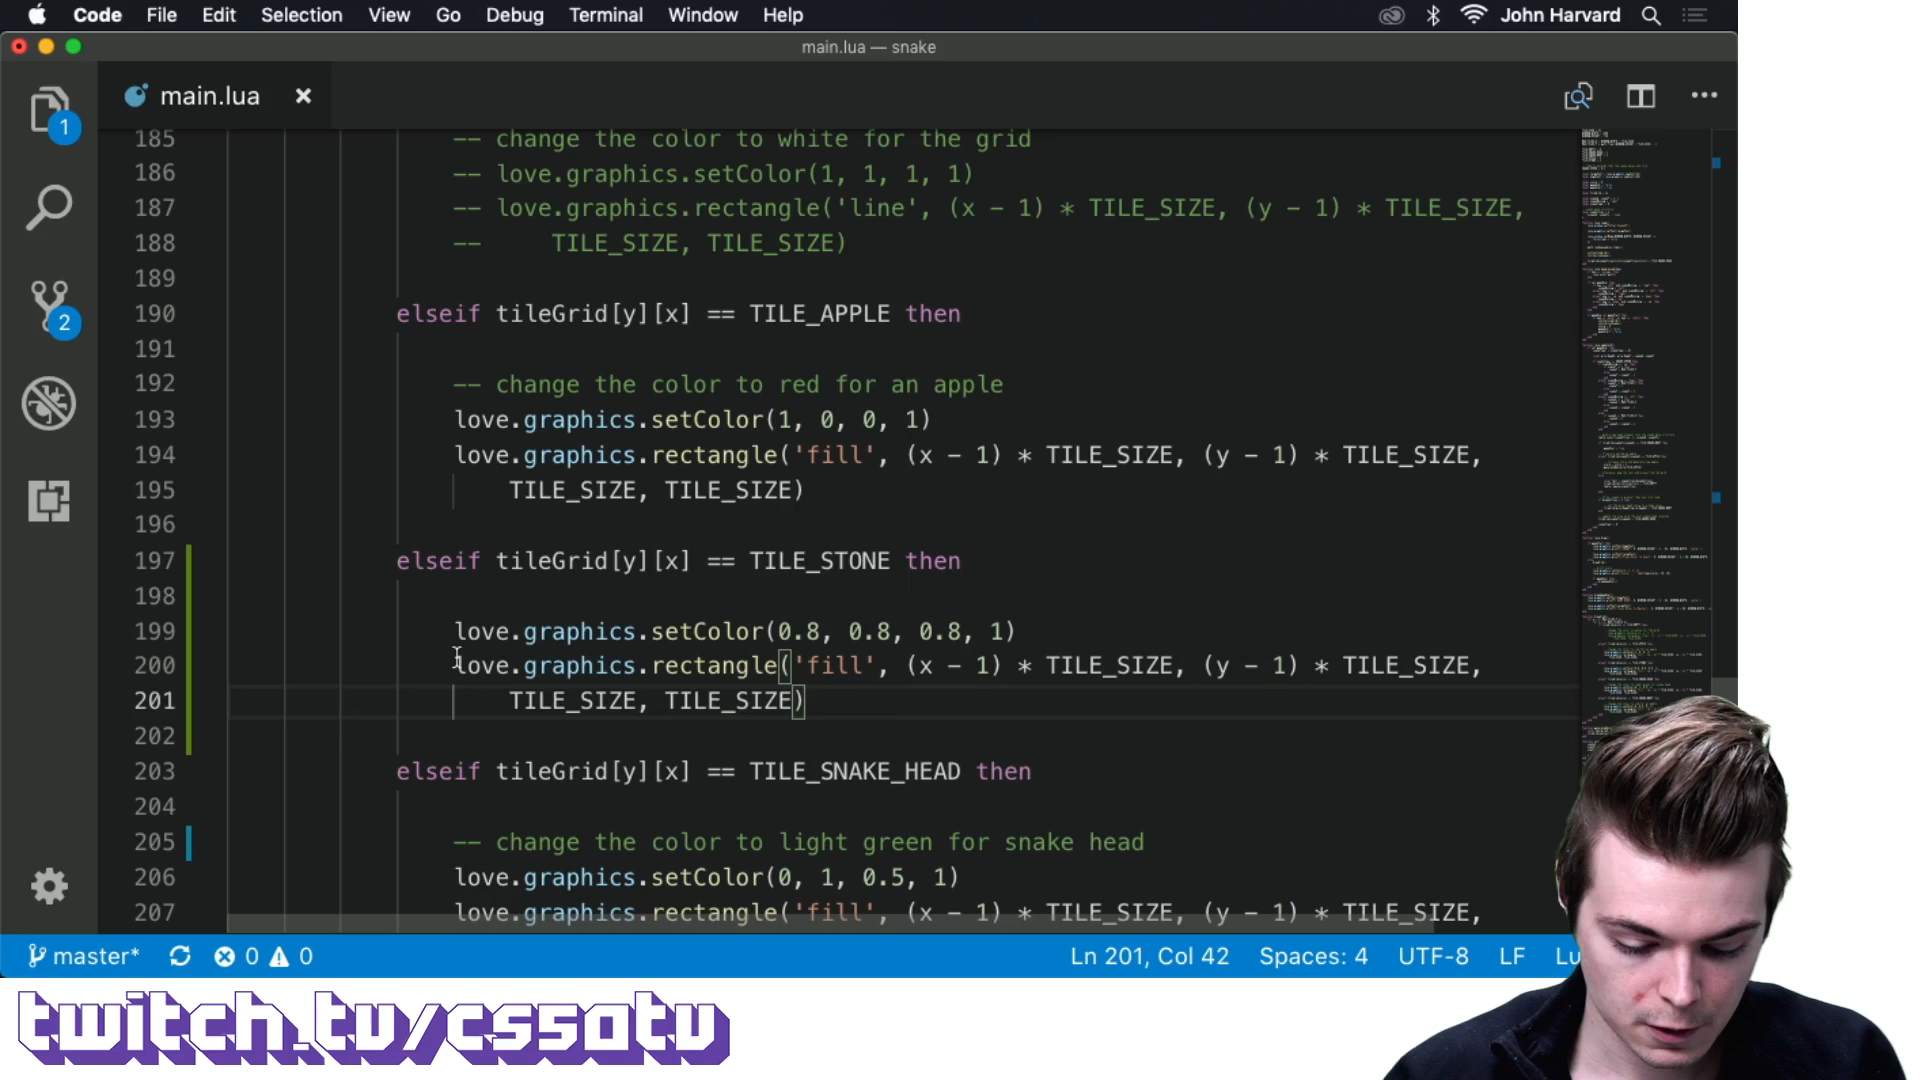 Code File Edit Selection View Go Debug Terminal Window Help John Harvard
main.lua — snake
main.lua
1
2
185 -- change the color to white for the grid
186 -- love.graphics.setColor(1, 1, 1, 1)
187 -- love.graphics.rectangle('line', (x - 1) * TILE_SIZE, (y - 1) * TILE_SIZE,
188 --     TILE_SIZE, TILE_SIZE)
189
190 elseif tileGrid[y][x] == TILE_APPLE then
191
192 -- change the color to red for an apple
193 love.graphics.setColor(1, 0, 0, 1)
194 love.graphics.rectangle('fill', (x - 1) * TILE_SIZE, (y - 1) * TILE_SIZE,
195 TILE_SIZE, TILE_SIZE)
196
197 elseif tileGrid[y][x] == TILE_STONE then
198
199 love.graphics.setColor(0.8, 0.8, 0.8, 1)
200 love.graphics.rectangle('fill', (x - 1) * TILE_SIZE, (y - 1) * TILE_SIZE,
201 TILE_SIZE, TILE_SIZE)
202
203 elseif tileGrid[y][x] == TILE_SNAKE_HEAD then
204
205 -- change the color to light green for snake head
206 love.graphics.setColor(0, 1, 0.5, 1)
207 love.graphics.rectangle('fill', (x - 1) * TILE_SIZE, (y - 1) * TILE_SIZE,
master* 0 0 Ln 201, Col 42 Spaces: 4 UTF-8 LF Lu
twitch.tv/cs50tv